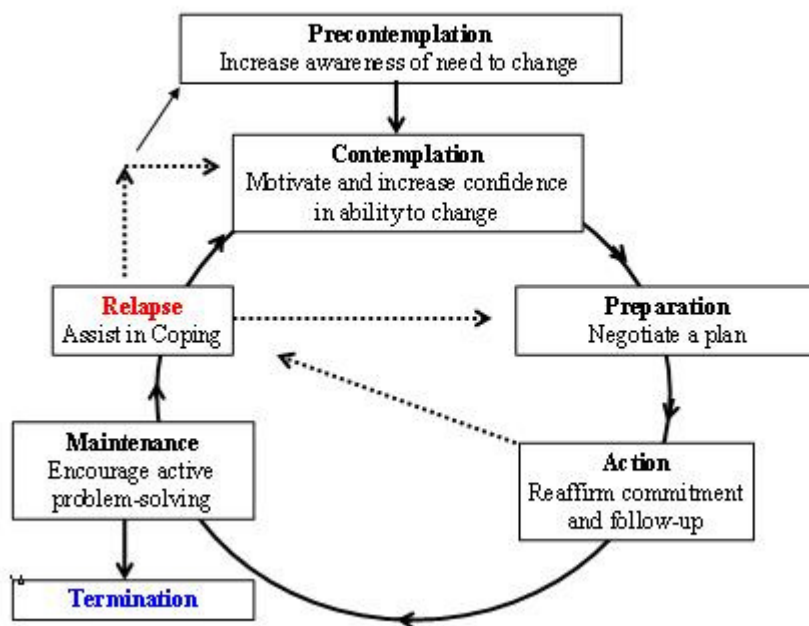 Precontemplation
Increase awareness of need to change
Contemplation
Motivate and increase confidence
in ability to change
Relapse
Assist in Coping
Preparation
Negotiate a plan
Maintenance
Encourage active
problem-solving
Action
Reaffirm commitment
and follow-up
Termination